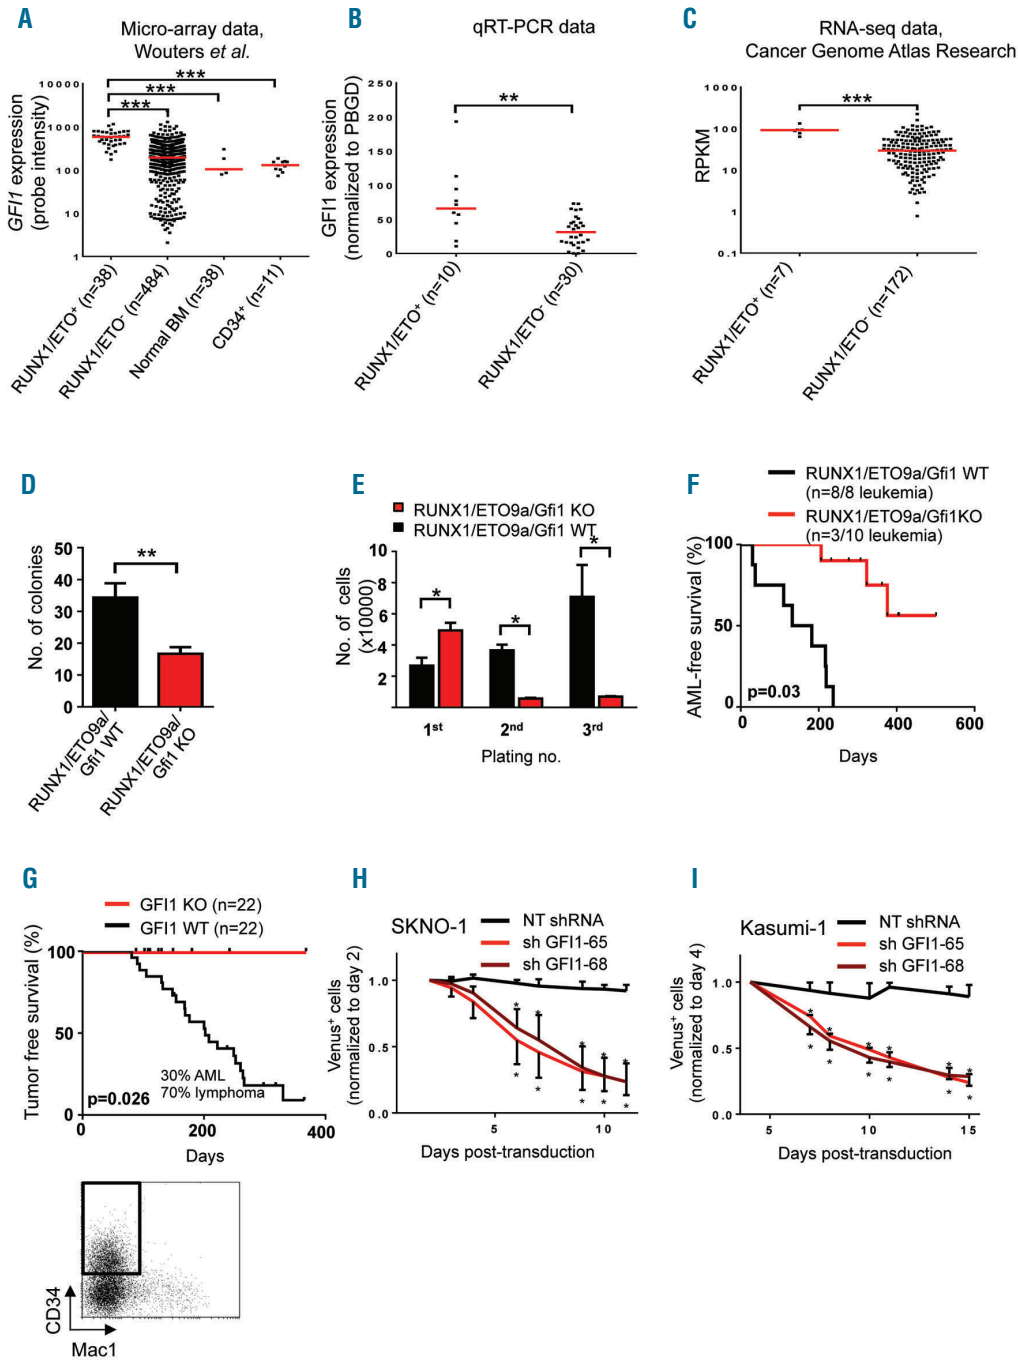 A
Micro-array data,
Wouters et al.
GFI1 expression
(probe intensity)
10000
1000
100
10
1
***
***
***
RUNX1/ETO+ (n=38)
RUNX1/ETO- (n=484)
Normal BM (n=38)
CD34+ (n=11)
B
qRT-PCR data
GFI1 expression
(normalized to PBGD)
250
200
150
100
50
0
**
RUNX1/ETO+ (n=10)
RUNX1/ETO- (n=30)
C
RNA-seq data,
Cancer Genome Atlas Research
RPKM
1000
100
10
1
0.1
***
RUNX1/ETO+ (n=7)
RUNX1/ETO- (n=172)
D
No. of colonies
50
40
30
20
10
0
**
RUNX1/ETO9a/
Gfi1 WT
RUNX1/ETO9a/
Gfi1 KO
E
RUNX1/ETO9a/Gfi1 KO
RUNX1/ETO9a/Gfi1 WT
No. of cells
(x10000)
10
8
6
4
2
*
*
*
1st
2nd
3rd
Plating no.
F
RUNX1/ETO9a/Gfi1 WT
(n=8/8 leukemia)
RUNX1/ETO9a/Gfi1KO
(n=3/10 leukemia)
AML-free survival (%)
100
50
0
p=0.03
0
200
400
600
Days
G
GFI1 KO (n=22)
GFI1 WT (n=22)
Tumor free survival (%)
100
50
0
30% AML
70% lymphoma
p=0.026
0
200
400
Days
CD34
Mac1
H
SKNO-1
NT shRNA
sh GFI1-65
sh GFI1-68
Venus+ cells
(normalized to day 2)
1.0
0.5
0.0
* * * * *
* * * * *
5
10
Days post-transduction
I
Kasumi-1
NT shRNA
sh GFI1-65
sh GFI1-68
Venus+ cells
(normalized to day 4)
1.0
0.5
0.0
* * * * * *
* * * * * *
5
10
15
Days post-transduction